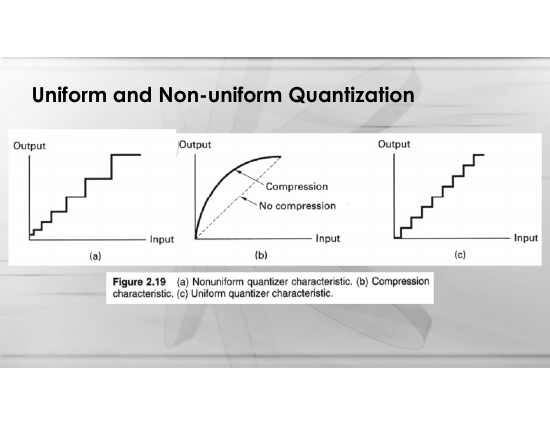 Uniform and Non-uniform Quantization
Output
Input
(a)
Output
Compression
No compression
Input
(b)
Output
Input
(c)
Figure 2.19 (a) Nonuniform quantizer characteristic. (b) Compression
characteristic. (c) Uniform quantizer characteristic.